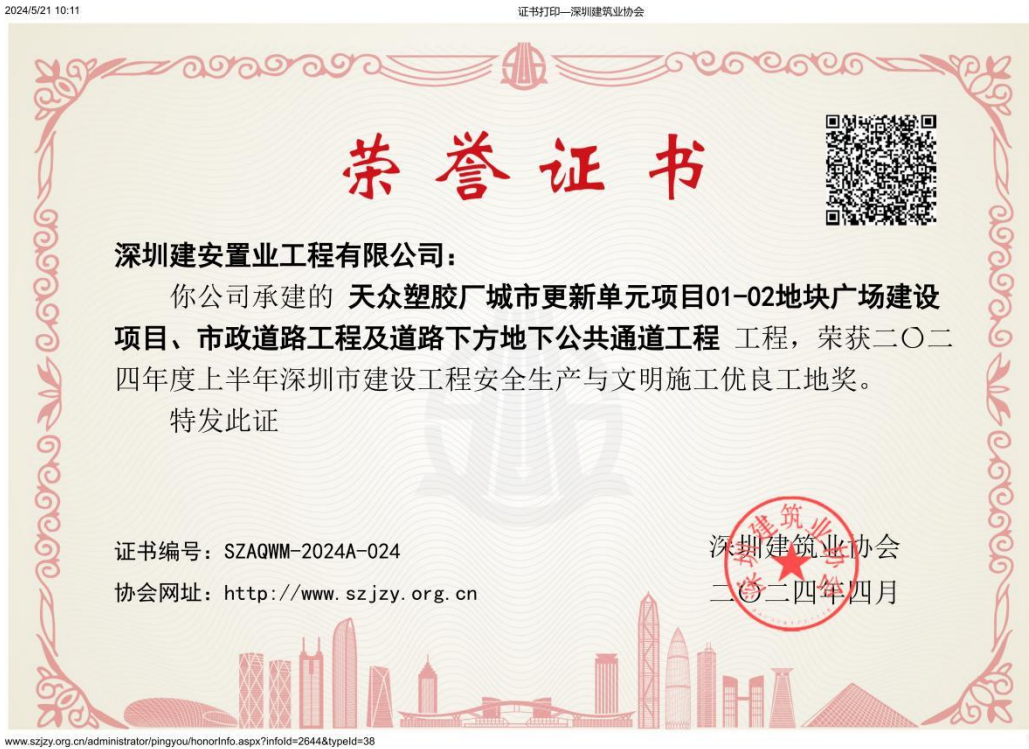 2024/5/21 10:11
证书打印—深圳建筑业协会
荣誉证书
深圳建安置业工程有限公司：
你公司承建的 天众塑胶厂城市更新单元项目01-02地块广场建设
项目、市政道路工程及道路下方地下公共通道工程 工程，荣获二〇二
四年度上半年深圳市建设工程安全生产与文明施工优良工地奖。
特发此证
证书编号：SZAQWM-2024A-024
协会网址：http://www.szjzy.org.cn
深圳建筑业协会
二〇二四年四月
深圳建筑业协会
www.szjzy.org.cn/administrator/pingyou/honorInfo.aspx?infoId=2644&typeId=38